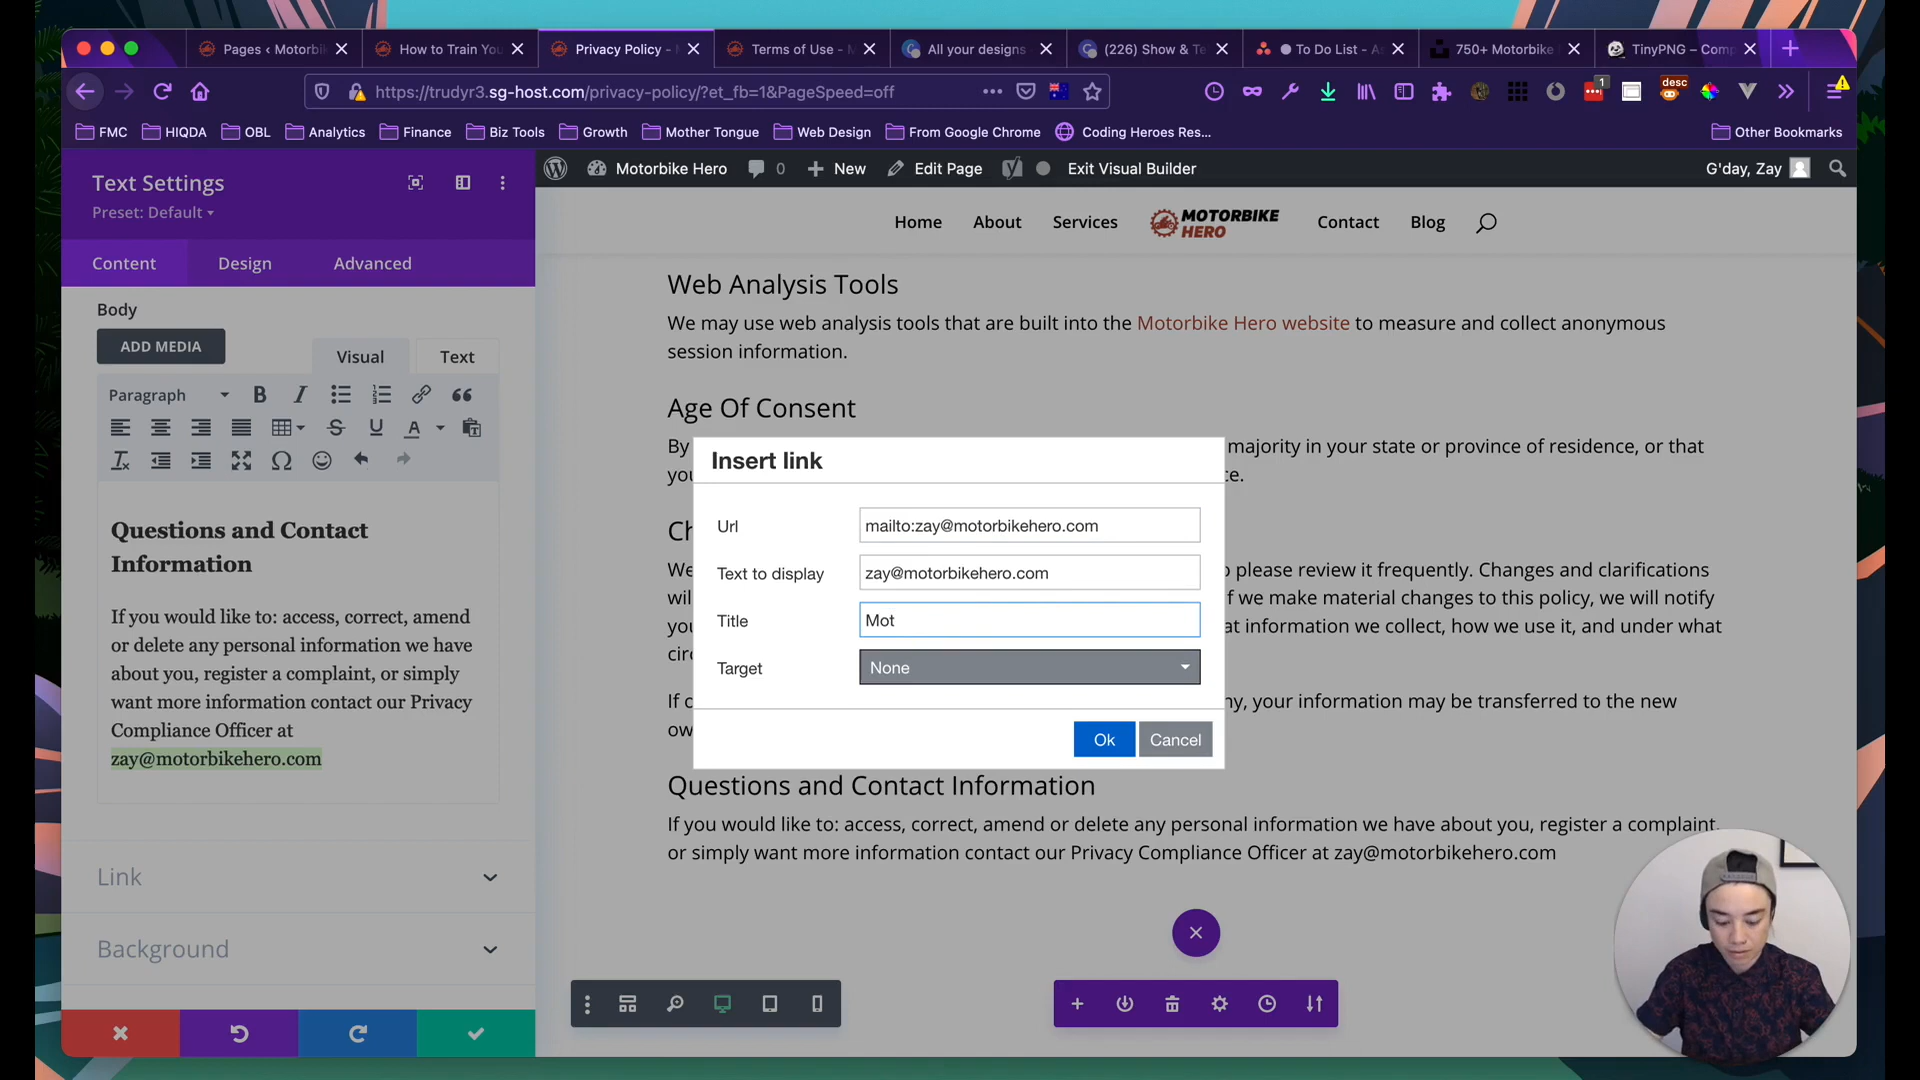 Pages ‹ Motorbik
How to Train You
Privacy Policy -
Terms of Use - M
All your designs
(226) Show & Te
To Do List - A
750+ Motorbike
TinyPNG – Comp
https://trudyr3.sg-host.com/privacy-policy/?et_fb=1&PageSpeed=off
1
desc
FMC
HIQDA
OBL
Analytics
Finance
Biz Tools
Growth
Mother Tongue
Web Design
From Google Chrome
Coding Heroes Res...
Other Bookmarks
Text Settings
Preset: Default
Motorbike Hero
0
New
Edit Page
Exit Visual Builder
G'day, Zay
Home
About
Services
MOTORBIKE
HERO
Contact
Blog
Content
Design
Advanced
Body
ADD MEDIA
Visual
Text
Paragraph
Questions and Contact
Information
If you would like to: access, correct, amend
or delete any personal information we have
about you, register a complaint, or simply
want more information contact our Privacy
Compliance Officer at
zay@motorbikehero.com
Link
Background
Web Analysis Tools
We may use web analysis tools that are built into the Motorbike Hero website to measure and collect anonymous
session information.
Age Of Consent
By
majority in your state or province of residence, or that
you
ce.
Ch
We
o please review it frequently. Changes and clarifications
will
f we make material changes to this policy, we will notify
you
at information we collect, how we use it, and under what
circ
If o
ny, your information may be transferred to the new
own
Insert link
Url
mailto:zay@motorbikehero.com
Text to display
zay@motorbikehero.com
Title
Mot
Target
None
Ok
Cancel
Questions and Contact Information
If you would like to: access, correct, amend or delete any personal information we have about you, register a complaint,
or simply want more information contact our Privacy Compliance Officer at zay@motorbikehero.com